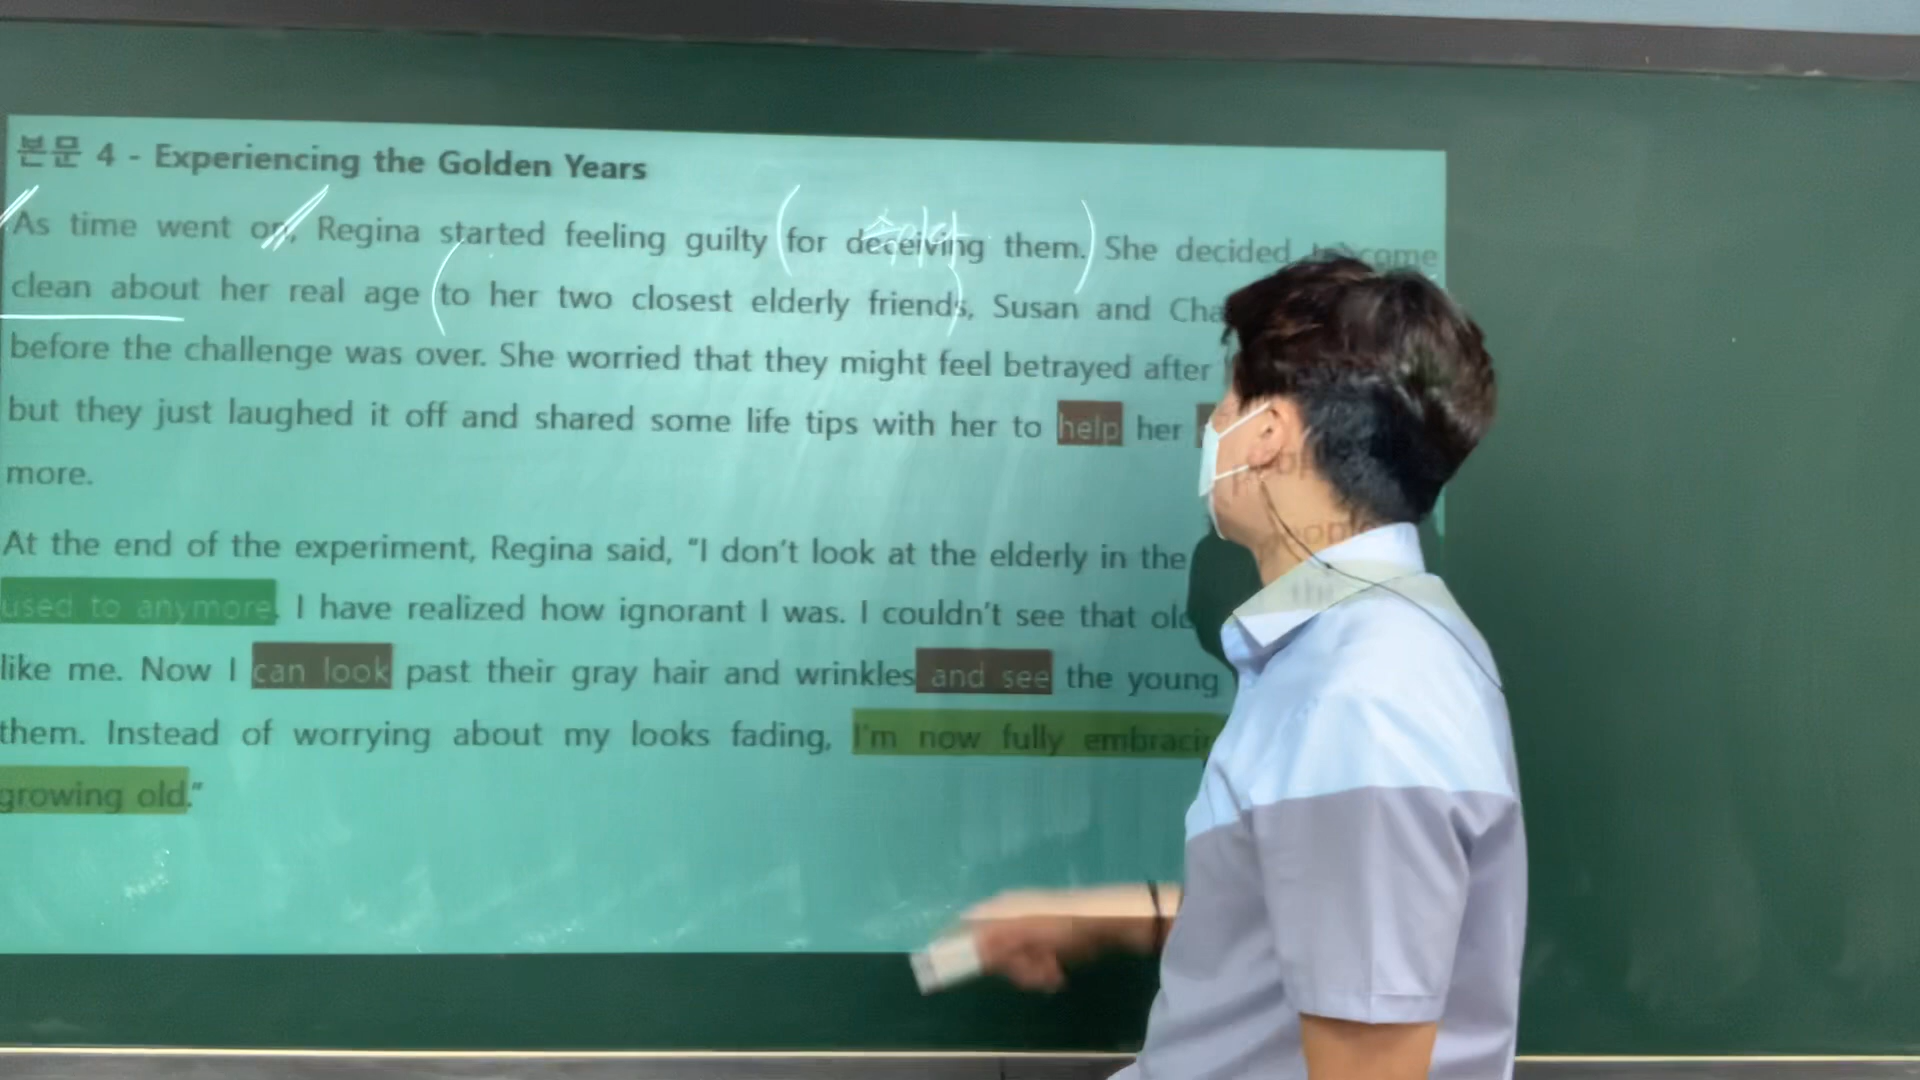 본문 4 - Experiencing the Golden Years
As time went on, Regina started feeling guilty (for deceiving them.) She decided to come
clean about her real age (to her two closest elderly friends), Susan and
before the challenge was over. She worried that they might feel betrayed after
but they just laughed it off and shared some life tips with her to help her
more.
At the end of the experiment, Regina said, “I don’t look at the elderly in the
used to anymore. I have realized how ignorant I was. I couldn’t see that
like me. Now I can look past their gray hair and wrinkles and see the young
them. Instead of worrying about my looks fading, I’m now fully
growing old.”